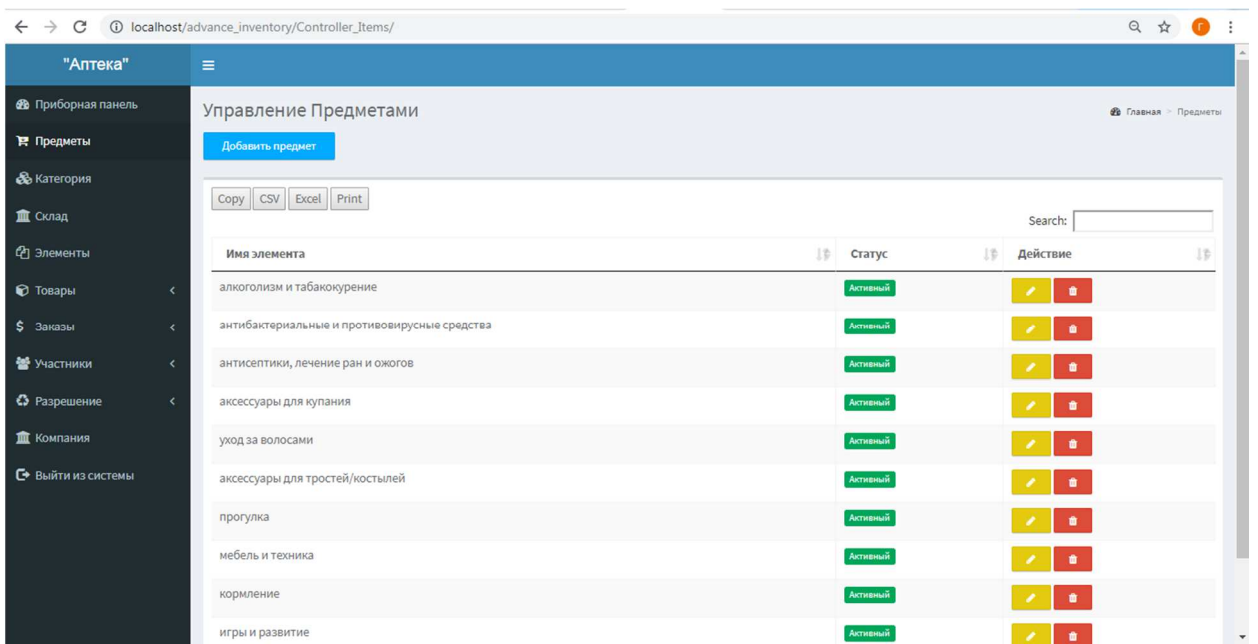 localhost/advance_inventory/Controller_Items/
Г
"Аптека"
Приборная панель
Управление Предметами
Главная > Предметы
Предметы
Добавить предмет
Категория
Copy CSV Excel Print
Склад
Search:
Элементы
Имя элемента Статус Действие
Товары
алкоголизм и табакокурение Активный
Заказы
антибактериальные и противовирусные средства Активный
Участники
антисептики, лечение ран и ожогов Активный
Разрешение
аксессуары для купания Активный
Компания
уход за волосами Активный
Выйти из системы
аксессуары для тростей/костылей Активный
прогулка Активный
мебель и техника Активный
кормление Активный
игры и развитие Активный